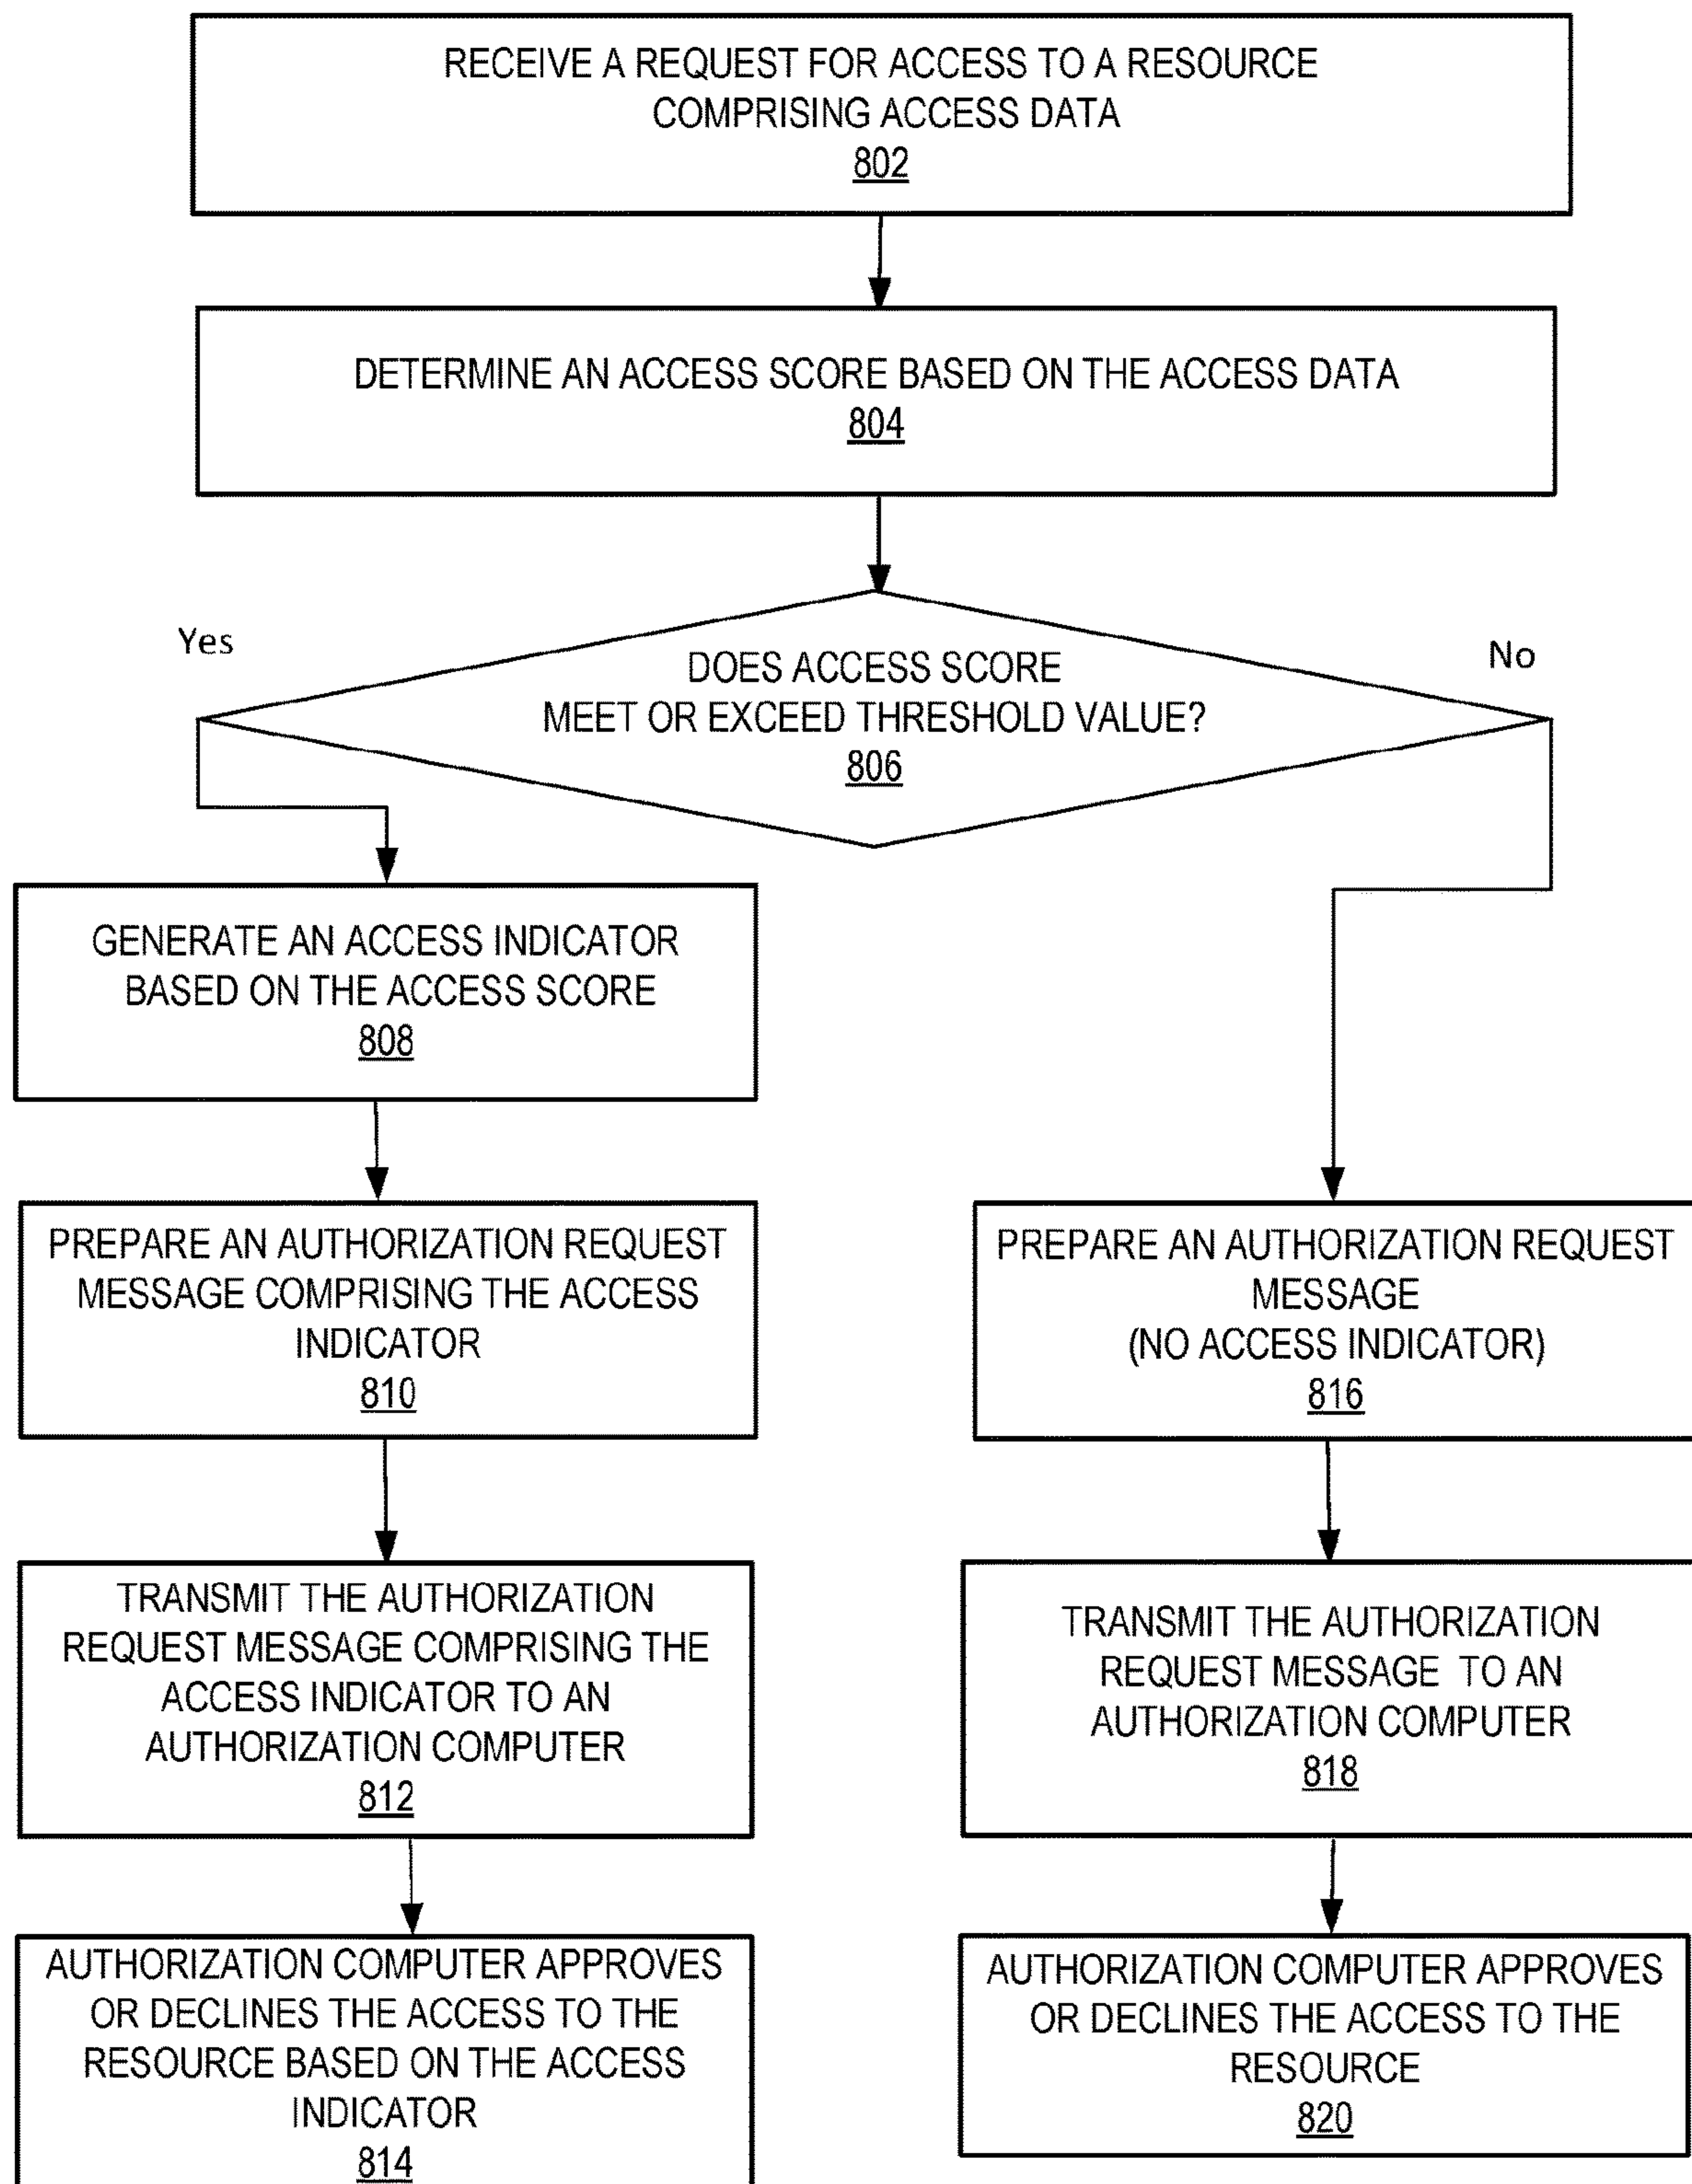 RECEIVE A REQUEST FOR ACCESS TO A RESOURCE
COMPRISING ACCESS DATA
802
DETERMINE AN ACCESS SCORE BASED ON THE ACCESS DATA
804
Yes
No
DOES ACCESS SCORE
MEET OR EXCEED THRESHOLD VALUE?
806
GENERATE AN ACCESS INDICATOR
BASED ON THE ACCESS SCORE
808
PREPARE AN AUTHORIZATION REQUEST
MESSAGE COMPRISING THE ACCESS
INDICATOR
810
TRANSMIT THE AUTHORIZATION
REQUEST MESSAGE COMPRISING THE
ACCESS INDICATOR TO AN
AUTHORIZATION COMPUTER
812
AUTHORIZATION COMPUTER APPROVES
OR DECLINES THE ACCESS TO THE
RESOURCE BASED ON THE ACCESS
INDICATOR
814
PREPARE AN AUTHORIZATION REQUEST
MESSAGE
(NO ACCESS INDICATOR)
816
TRANSMIT THE AUTHORIZATION
REQUEST MESSAGE TO AN
AUTHORIZATION COMPUTER
818
AUTHORIZATION COMPUTER APPROVES
OR DECLINES THE ACCESS TO THE
RESOURCE
820